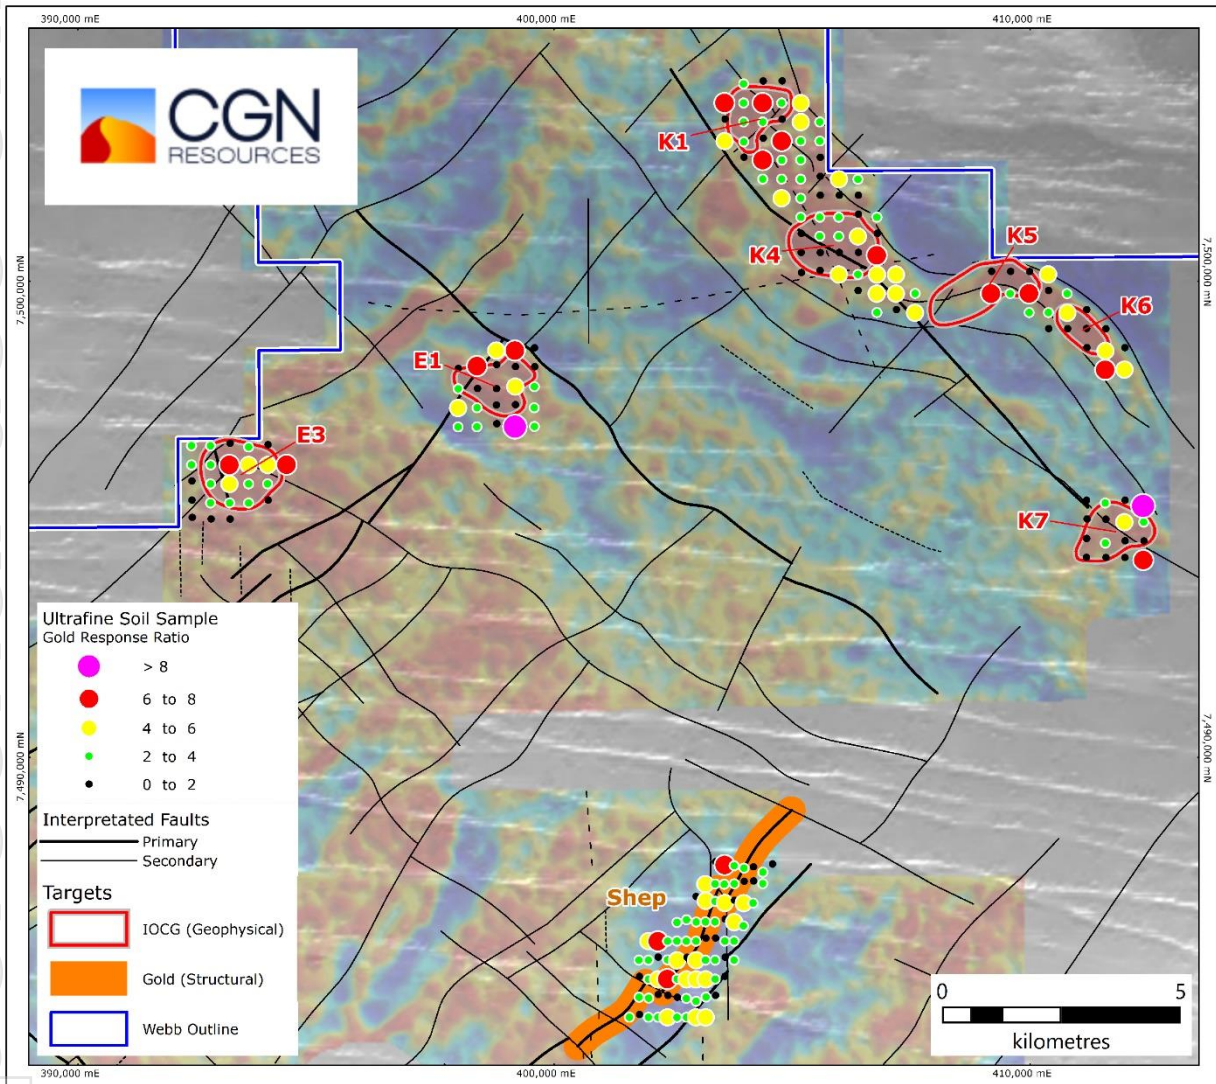 390,000 mE
400,000 mE
410,000 mE
CGN
RESOURCES
K1
K4
K5
7,500,000 mN
7,500,000 mN
K6
E1
E3
K7
Ultrafine Soil Sample
Gold Response Ratio
> 8
6 to 8
4 to 6
2 to 4
0 to 2
7,490,000 mN
7,490,000 mN
Interpretated Faults
Primary
Secondary
Targets
IOCG (Geophysical)
Gold (Structural)
Webb Outline
Shep
0
5
kilometres
390,000 mE
400,000 mE
410,000 mE